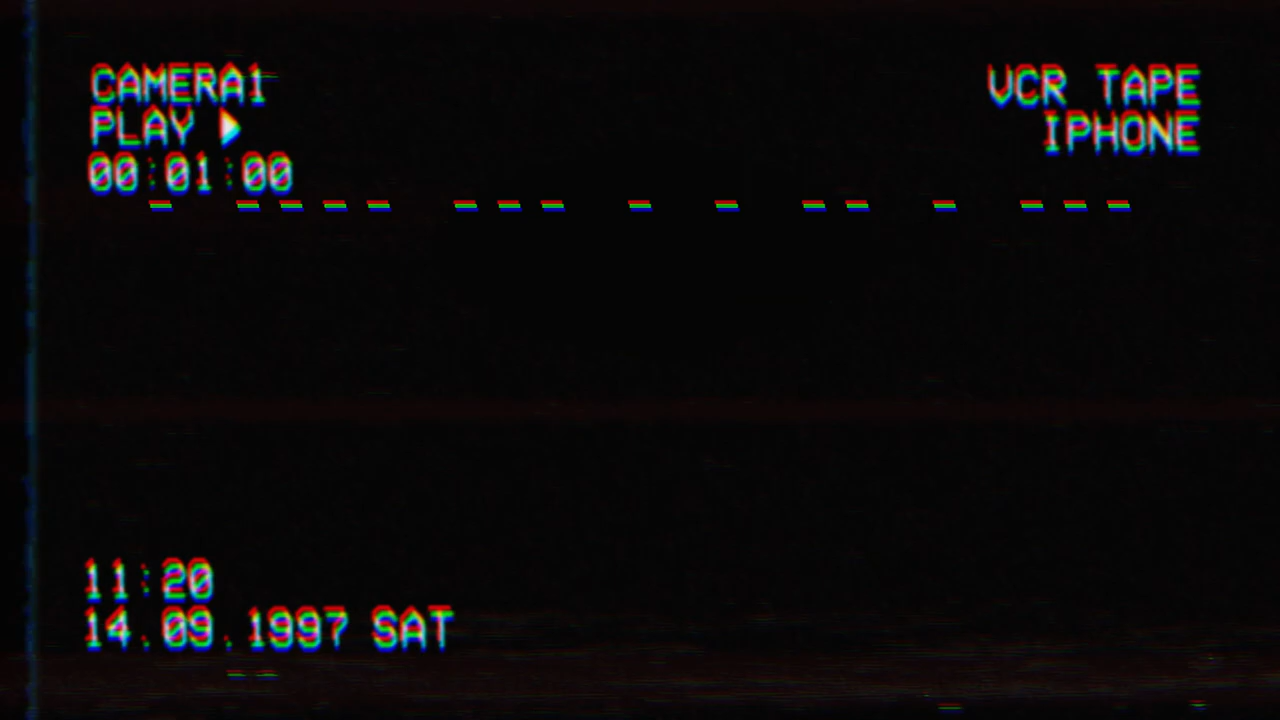 CAMERA1
PLAY
00:01:00
VCR TAPE
IPHONE
11:20
14.09.1997 SAT